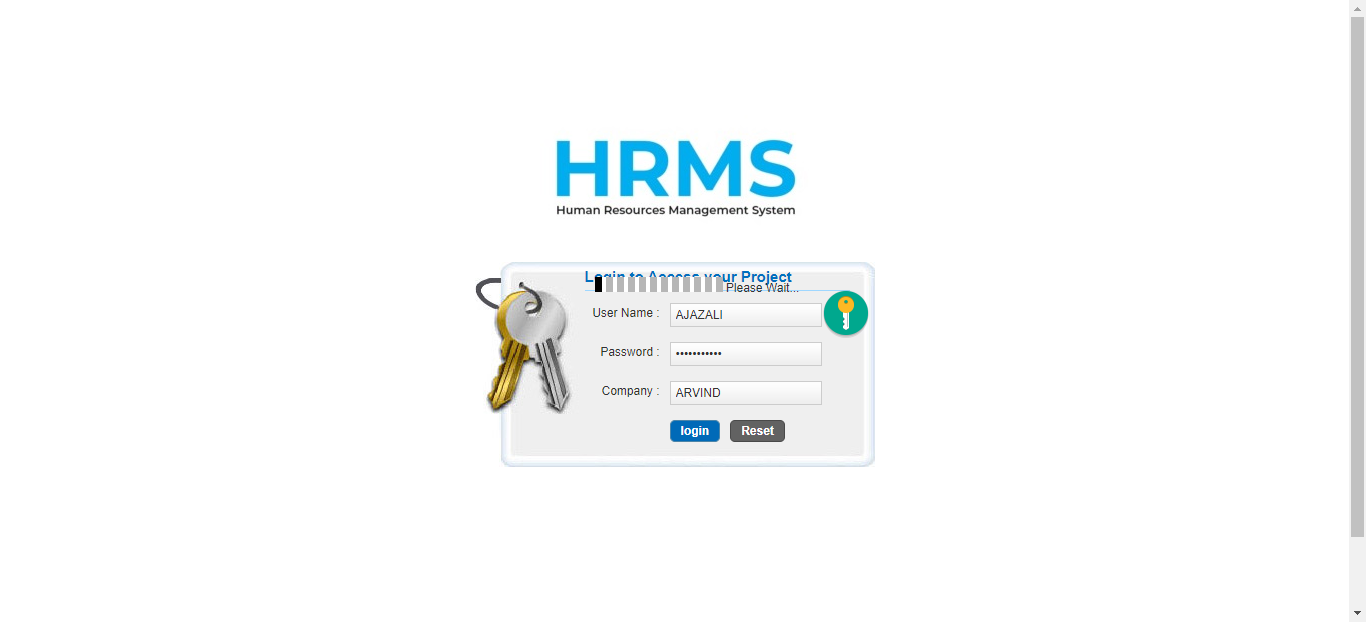 HRMS
Human Resources Management System
Login to Access your Project
Please Wait...
User Name : AJAZALI
Password : •••••••••••
Company : ARVIND
login Reset